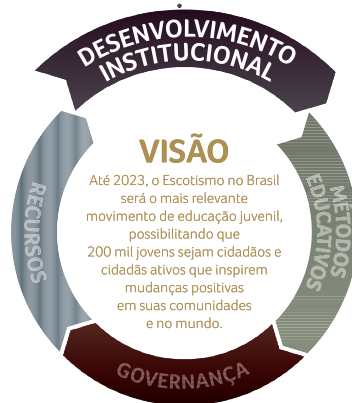 DESENVOLVIMENTO
INSTITUCIONAL
VISÃO
Até 2023, o Escotismo no Brasil
será o mais relevante
movimento de educação juvenil,
possibilitando que
200 mil jovens sejam cidadãos e
cidadãs ativos que inspirem
mudanças positivas
em suas comunidades
e no mundo.
RECURSOS
MÉTODOS
EDUCATIVOS
GOVERNANÇA